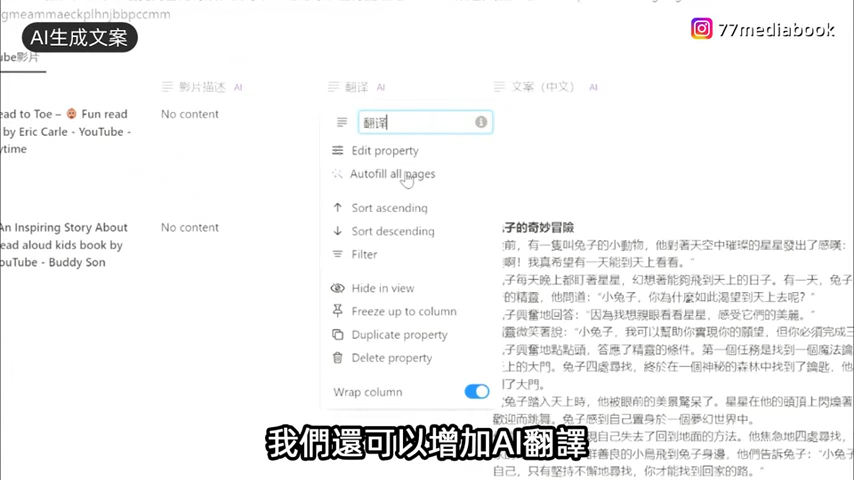 gmeammaeckplhnjbbpccmm
AI生成文案
77mediabook
ube影片
影片描述 AI
翻译 AI
文案（中文） AI
ead to Toe – 👵 Fun read
by Eric Carle - YouTube -
ytime
No content
翻译
Edit property
Autofill all pages
Sort ascending
Sort descending
Filter
Hide in view
Freeze up to column
Duplicate property
Delete property
Wrap column
An Inspiring Story About
ead aloud kids book by
ouTube - Buddy Son
No content
子的奇妙冒險
前，有一隻叫兔子的小動物，他對著天空中璀璨的星星發出了感嘆：
啊！我真希望有一天能到天上看看。”
子每天晚上都盯著星星，幻想著能夠飛到天上的日子。有一天，兔子
的精靈，他問道：“小兔子，你為什麼如此渴望到天上去呢？”
子興奮地回答：“因為我想親眼看看星星，感受它們的美麗。”
靈微笑著說：“小兔子，我可以幫助你實現你的願望，但你必須完成三
子興奮地點點頭，答應了精靈的條件。第一個任務是找到一個魔法鑰
上的大門。兔子四處尋找，終於在一個神秘的森林中找到了鑰匙，他
了大門。
兔子踏入天上時，他被眼前的美景驚呆了。星星在他的頭頂上閃爍著
歡迎而跳舞。兔子感到自己置身於一個夢幻世界中。
現自己失去了回到地面的方法。他焦急地四處尋找，
群善良的小鳥飛到兔子身邊，他們告訴兔子：“小兔子
自己，只有堅持不懈地尋找，你才能找到回家的路。”
我們還可以增加AI翻譯